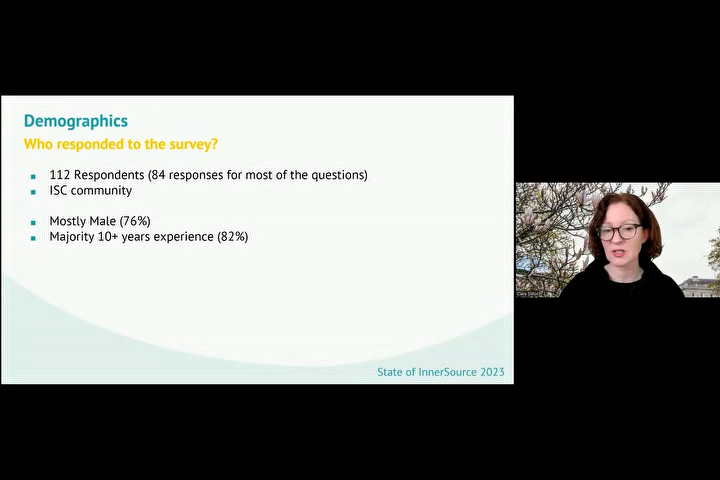 Demographics
Who responded to the survey?
112 Respondents (84 responses for most of the questions)
ISC community
Mostly Male (76%)
Majority 10+ years experience (82%)
State of InnerSource 2023